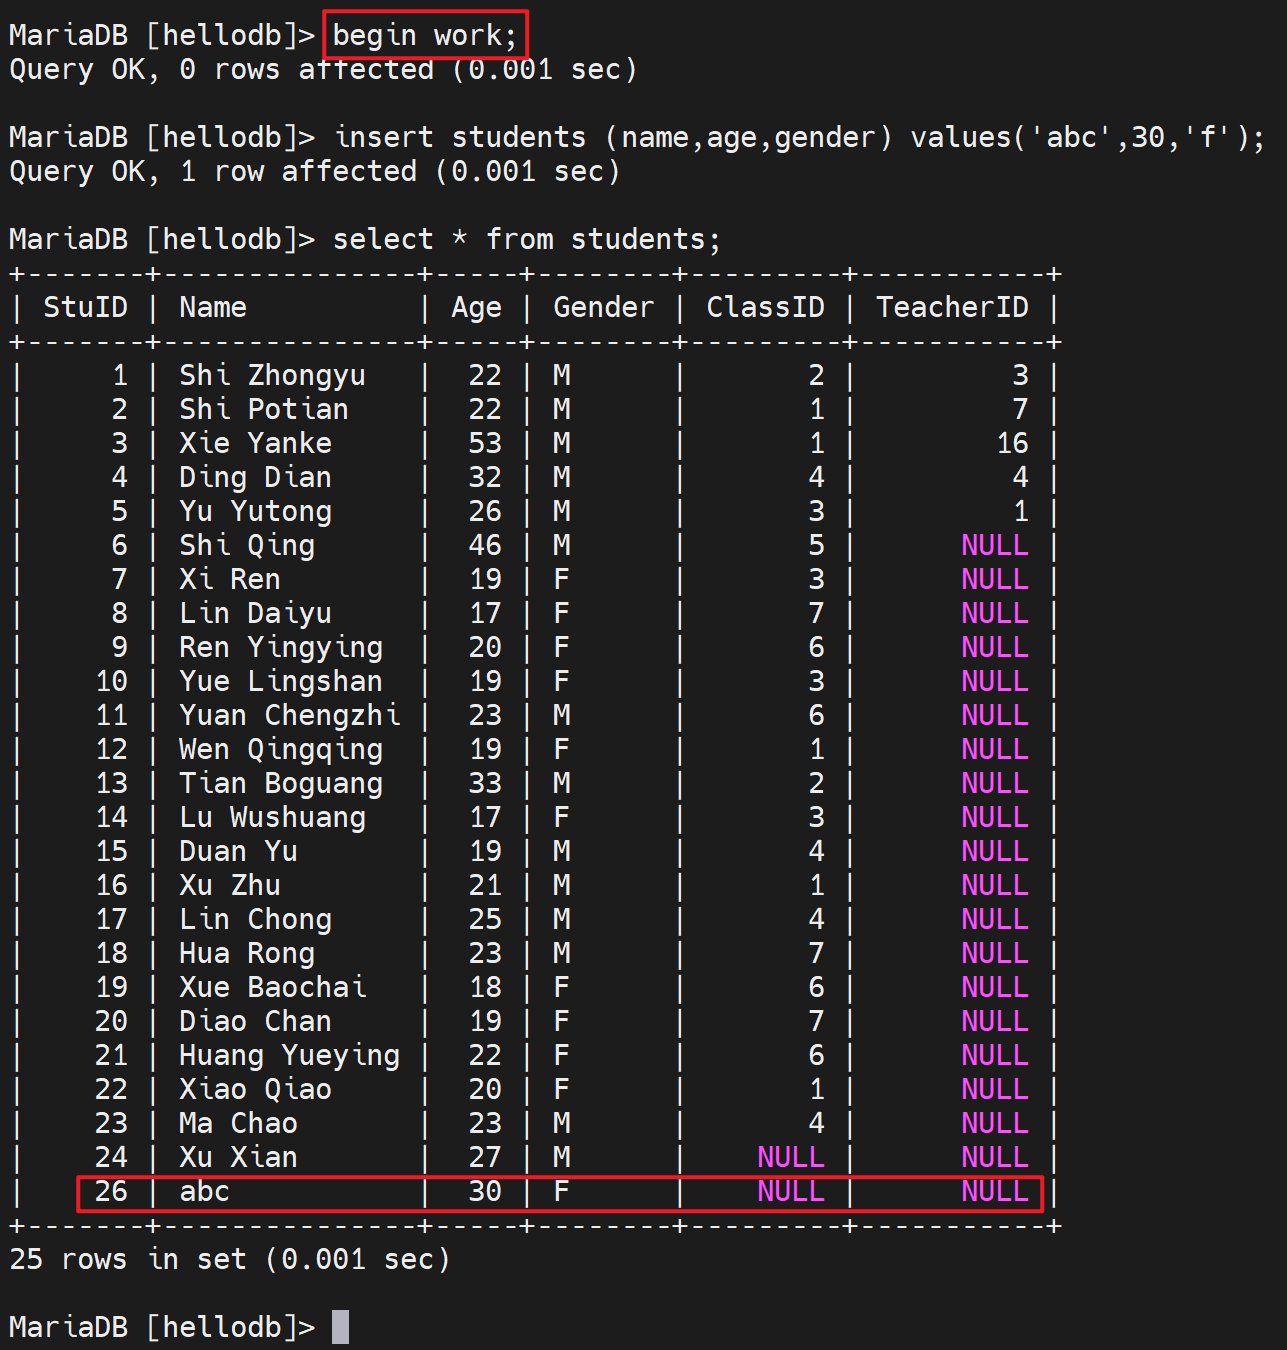 MariaDB [hellodb]> begin work;
Query OK, 0 rows affected (0.001 sec)

MariaDB [hellodb]> insert students (name,age,gender) values('abc',30,'f');
Query OK, 1 row affected (0.001 sec)

MariaDB [hellodb]> select * from students;
+-------+---------------+-----+--------+---------+-----------+
| StuID | Name          | Age | Gender | ClassID | TeacherID |
+-------+---------------+-----+--------+---------+-----------+
|     1 | Shi Zhongyu   |  22 | M      |       2 |         3 |
|     2 | Shi Potian    |  22 | M      |       1 |         7 |
|     3 | Xie Yanke     |  53 | M      |       1 |        16 |
|     4 | Ding Dian     |  32 | M      |       4 |         4 |
|     5 | Yu Yutong     |  26 | M      |       3 |         1 |
|     6 | Shi Qing      |  46 | M      |       5 |      NULL |
|     7 | Xi Ren        |  19 | F      |       3 |      NULL |
|     8 | Lin Daiyu     |  17 | F      |       7 |      NULL |
|     9 | Ren Yingying  |  20 | F      |       6 |      NULL |
|    10 | Yue Lingshan  |  19 | F      |       3 |      NULL |
|    11 | Yuan Chengzhi |  23 | M      |       6 |      NULL |
|    12 | Wen Qingqing  |  19 | F      |       1 |      NULL |
|    13 | Tian Boguang  |  33 | M      |       2 |      NULL |
|    14 | Lu Wushuang   |  17 | F      |       3 |      NULL |
|    15 | Duan Yu       |  19 | M      |       4 |      NULL |
|    16 | Xu Zhu        |  21 | M      |       1 |      NULL |
|    17 | Lin Chong     |  25 | M      |       4 |      NULL |
|    18 | Hua Rong      |  23 | M      |       7 |      NULL |
|    19 | Xue Baochai   |  18 | F      |       6 |      NULL |
|    20 | Diao Chan     |  19 | F      |       7 |      NULL |
|    21 | Huang Yueying |  22 | F      |       6 |      NULL |
|    22 | Xiao Qiao     |  20 | F      |       1 |      NULL |
|    23 | Ma Chao       |  23 | M      |       4 |      NULL |
|    24 | Xu Xian       |  27 | M      |    NULL |      NULL |
|    26 | abc           |  30 | F      |    NULL |      NULL |
+-------+---------------+-----+--------+---------+-----------+
25 rows in set (0.001 sec)

MariaDB [hellodb]>